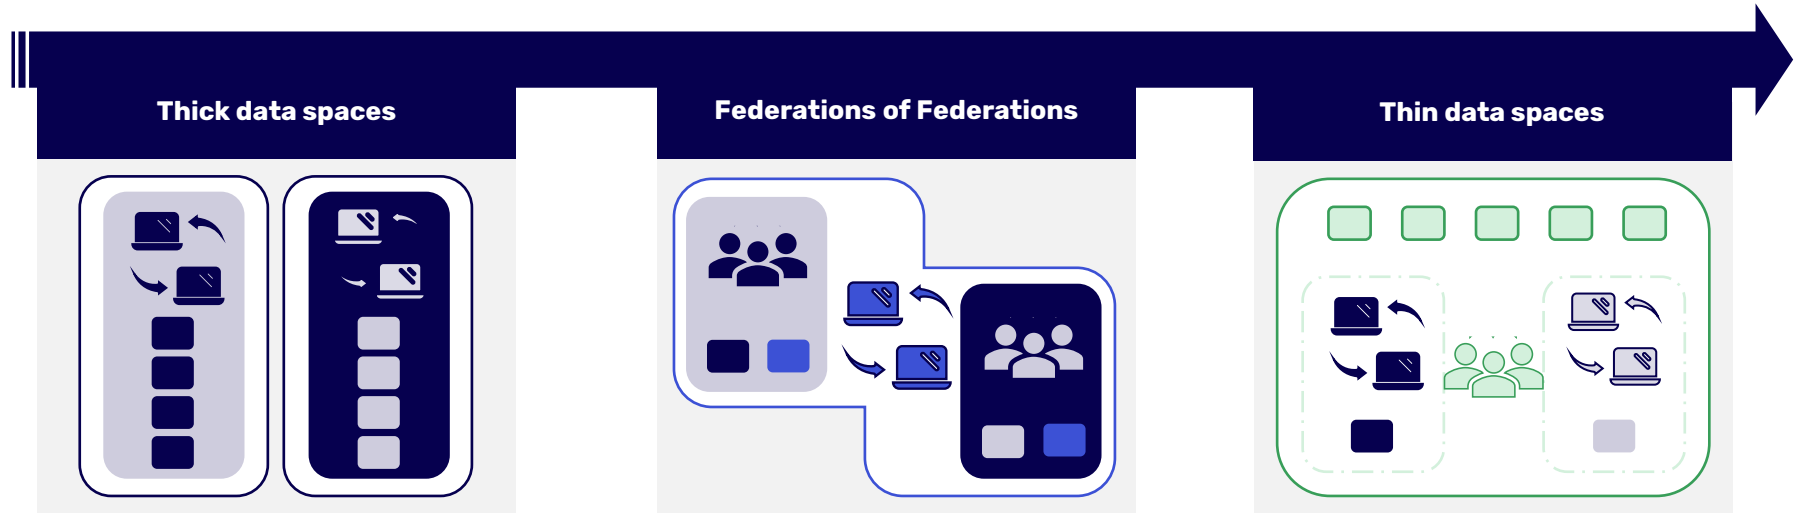 Thick data spaces
Federations of Federations
Thin data spaces